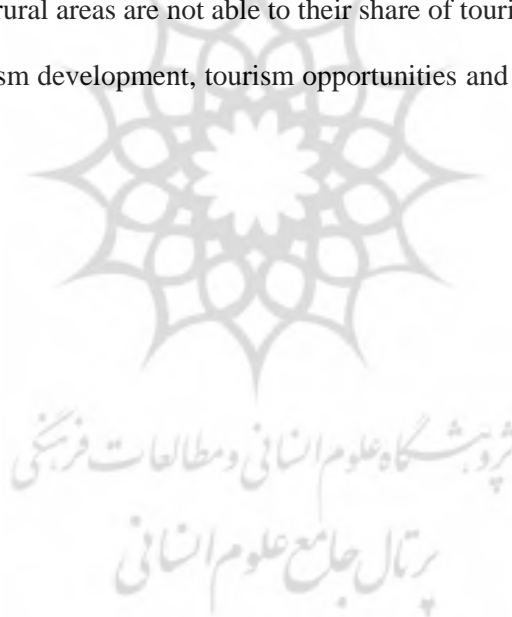 rural areas are not able to their share of touri
sm development, tourism opportunities and
پژوهشگاه علوم انسانی و مطالعات فرهنگی
پرتال جامع علوم انسانی